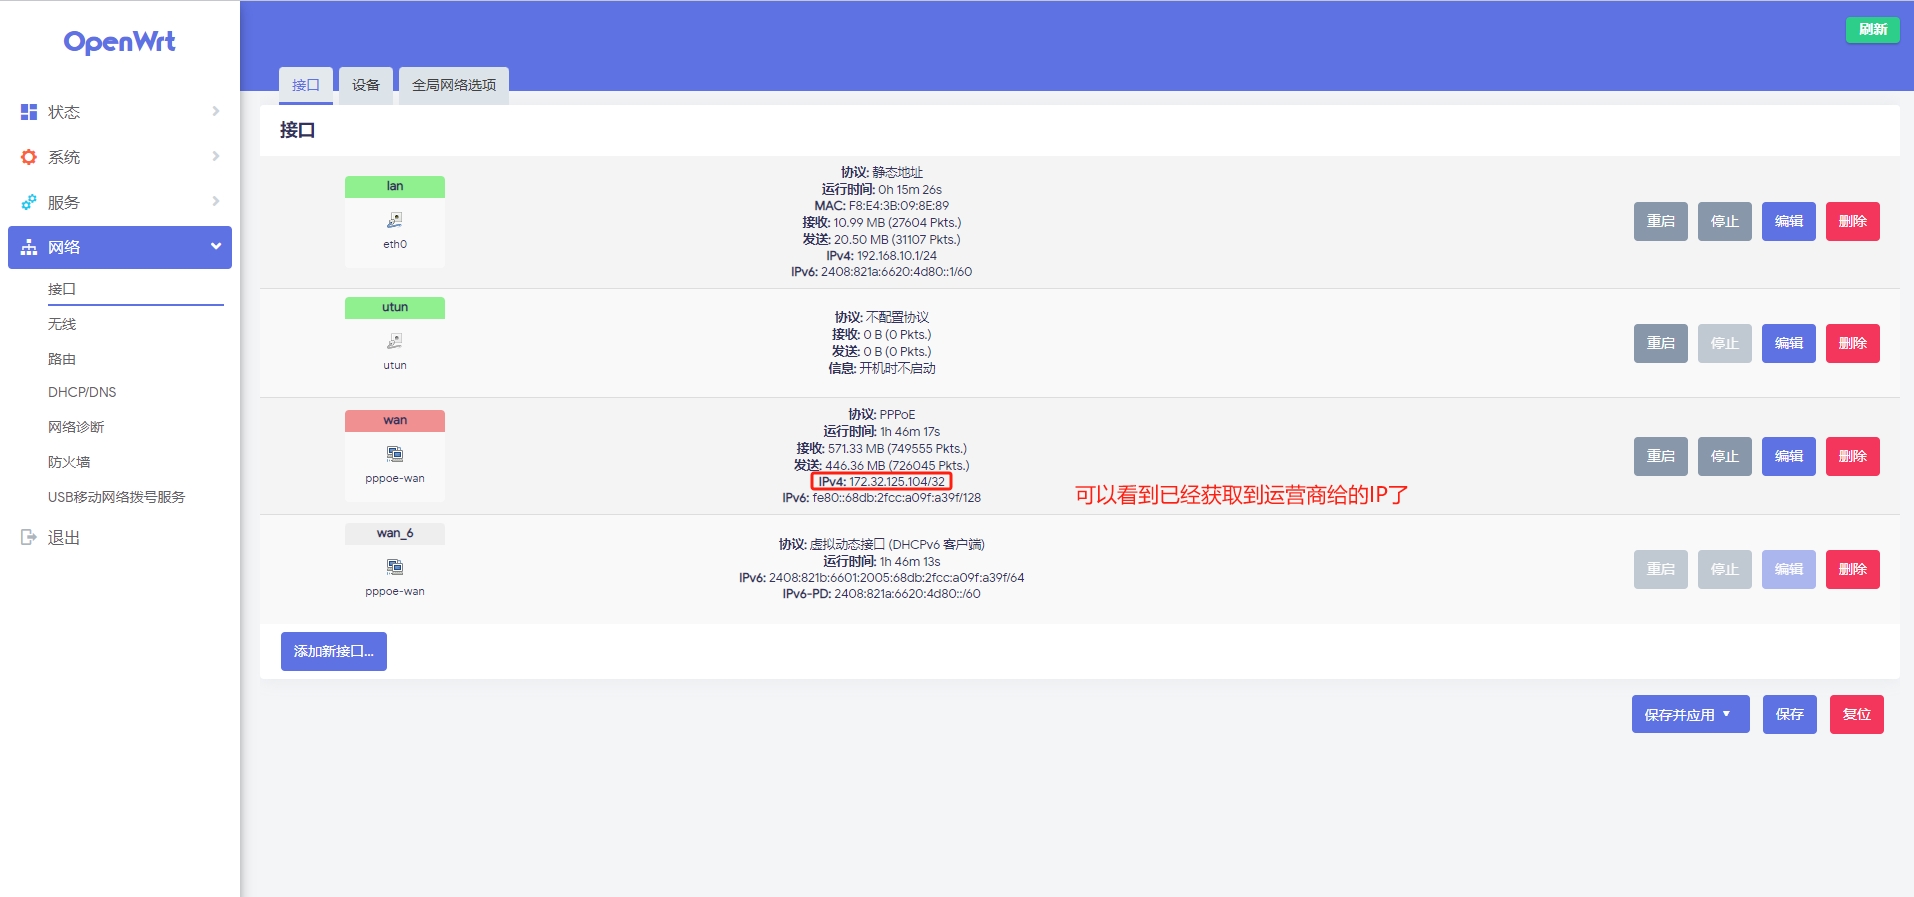 OpenWrt
状态
系统
服务
网络
接口
无线
路由
DHCP/DNS
网络诊断
防火墙
USB移动网络拨号服务
退出
刷新
接口
设备
全局网络选项
接口
lan
eth0
协议: 静态地址
运行时间: 0h 15m 26s
MAC: F8:E4:3B:09:8E:89
接收: 10.99 MB (27604 Pkts.)
发送: 20.50 MB (31107 Pkts.)
IPv4: 192.168.10.1/24
IPv6: 2408:821a:6620:4d80::1/60
重启
停止
编辑
删除
utun
utun
协议: 不配置协议
接收: 0 B (0 Pkts.)
发送: 0 B (0 Pkts.)
信息: 开机时不启动
重启
停止
编辑
删除
wan
pppoe-wan
协议: PPPoE
运行时间: 1h 46m 17s
接收: 571.33 MB (749555 Pkts.)
发送: 446.36 MB (726045 Pkts.)
IPv4: 172.32.125.104/32
IPv6: fe80::68db:2fcc:a09f:a39f/128
可以看到已经获取到运营商给的IP了
重启
停止
编辑
删除
wan_6
pppoe-wan
协议: 虚拟动态接口 (DHCPv6 客户端)
运行时间: 1h 46m 13s
IPv6: 2408:821b:6601:2005:68db:2fcc:a09f:a39f/64
IPv6-PD: 2408:821a:6620:4d80::/60
重启
停止
编辑
删除
添加新接口...
保存并应用
保存
复位